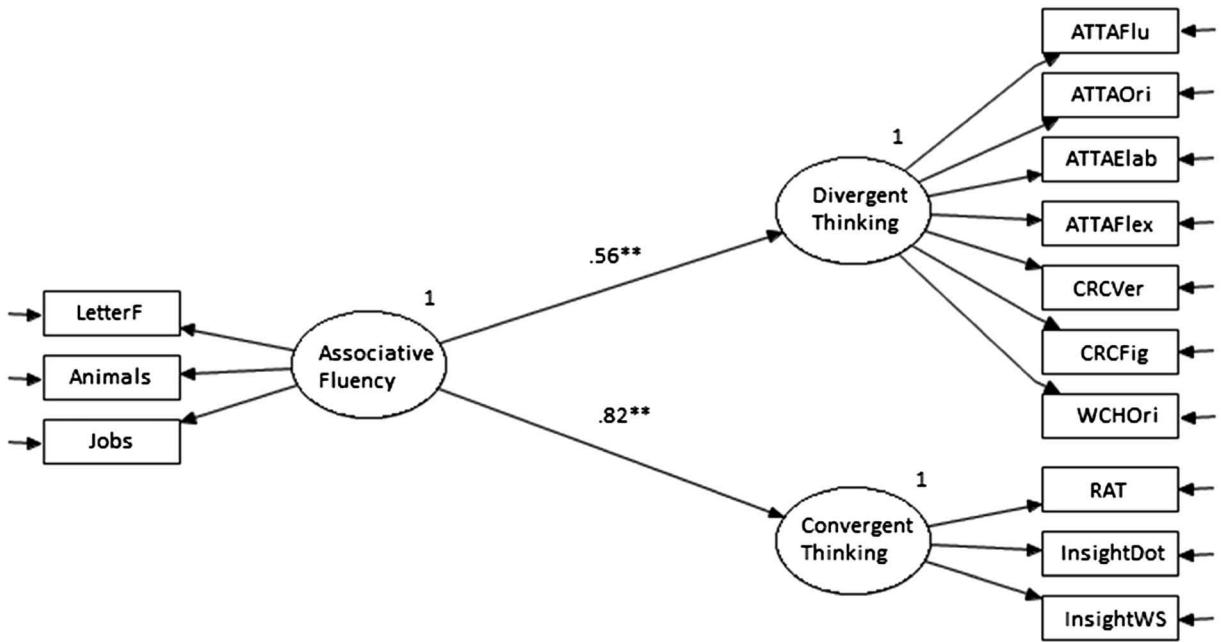 ATTAFlu
ATTAOri
1
ATTAElab
Divergent
Thinking
ATTAFlex
.56**
CRCVer
1
LetterF
CRCFig
Associative
Fluency
Animals
.82**
WCHOri
Jobs
1
RAT
Convergent
Thinking
InsightDot
InsightWS